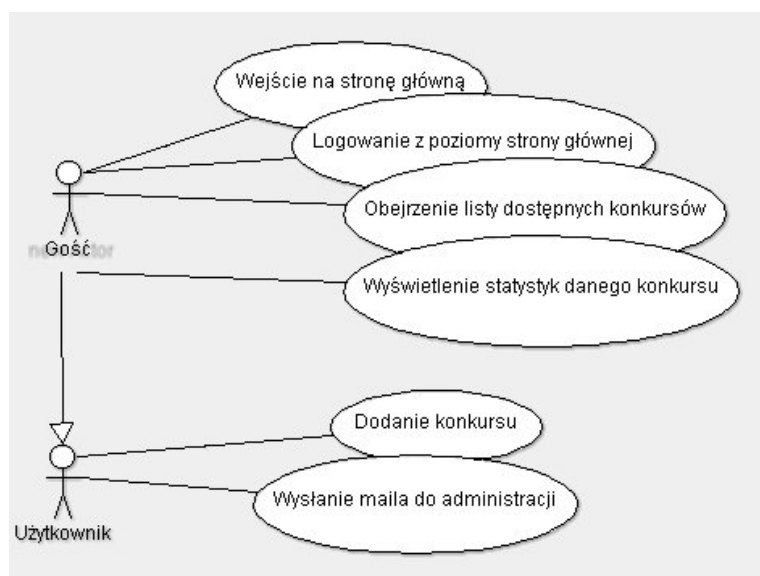 Wejście na stronę główną
Logowanie z poziomy strony głównej
Obejrzenie listy dostępnych konkursów
Gość
Wyświetlenie statystyk danego konkursu
Dodanie konkursu
Wysłanie maila do administracji
Użytkownik